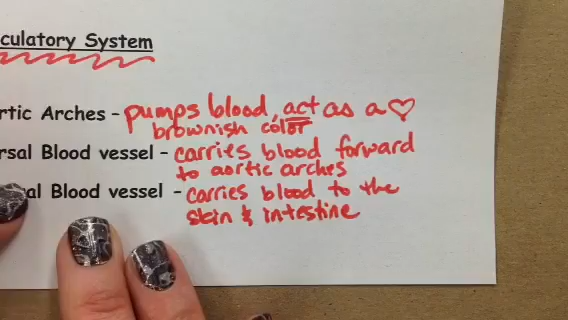 culatory System
rtic Arches - pumps blood, act as a ♡
brownish color
rsal Blood vessel - carries blood forward
to aortic arches
al Blood vessel - carries blood to the
skin & intestine